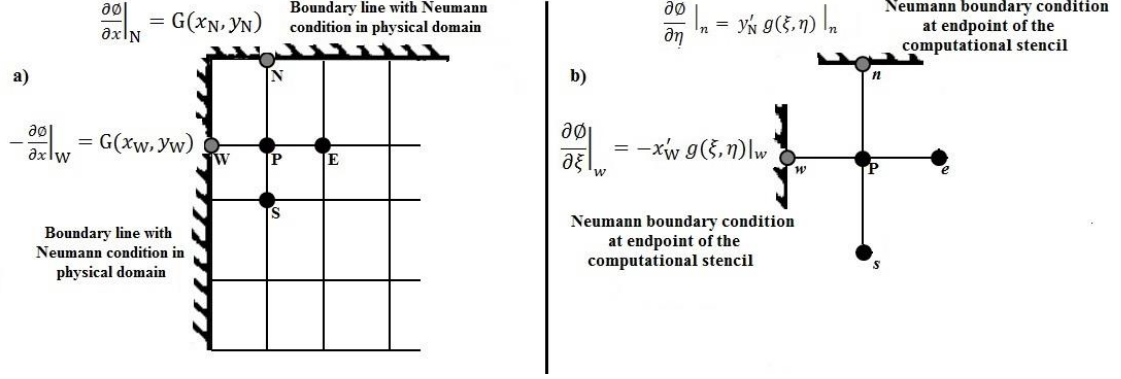 ∂ø/∂x|N = G(xN, yN)
Boundary line with Neumann
condition in physical domain
a)
N
−∂ø/∂x|W = G(xW, yW)
W
P
E
S
Boundary line with
Neumann condition in
physical domain
∂ø/∂η|n = y′N g(ξ, η)|n
Neumann boundary condition
at endpoint of the
computational stencil
b)
n
∂ø/∂ξ|w = −x′W g(ξ, η)|w
w
P
e
s
Neumann boundary condition
at endpoint of the
computational stencil